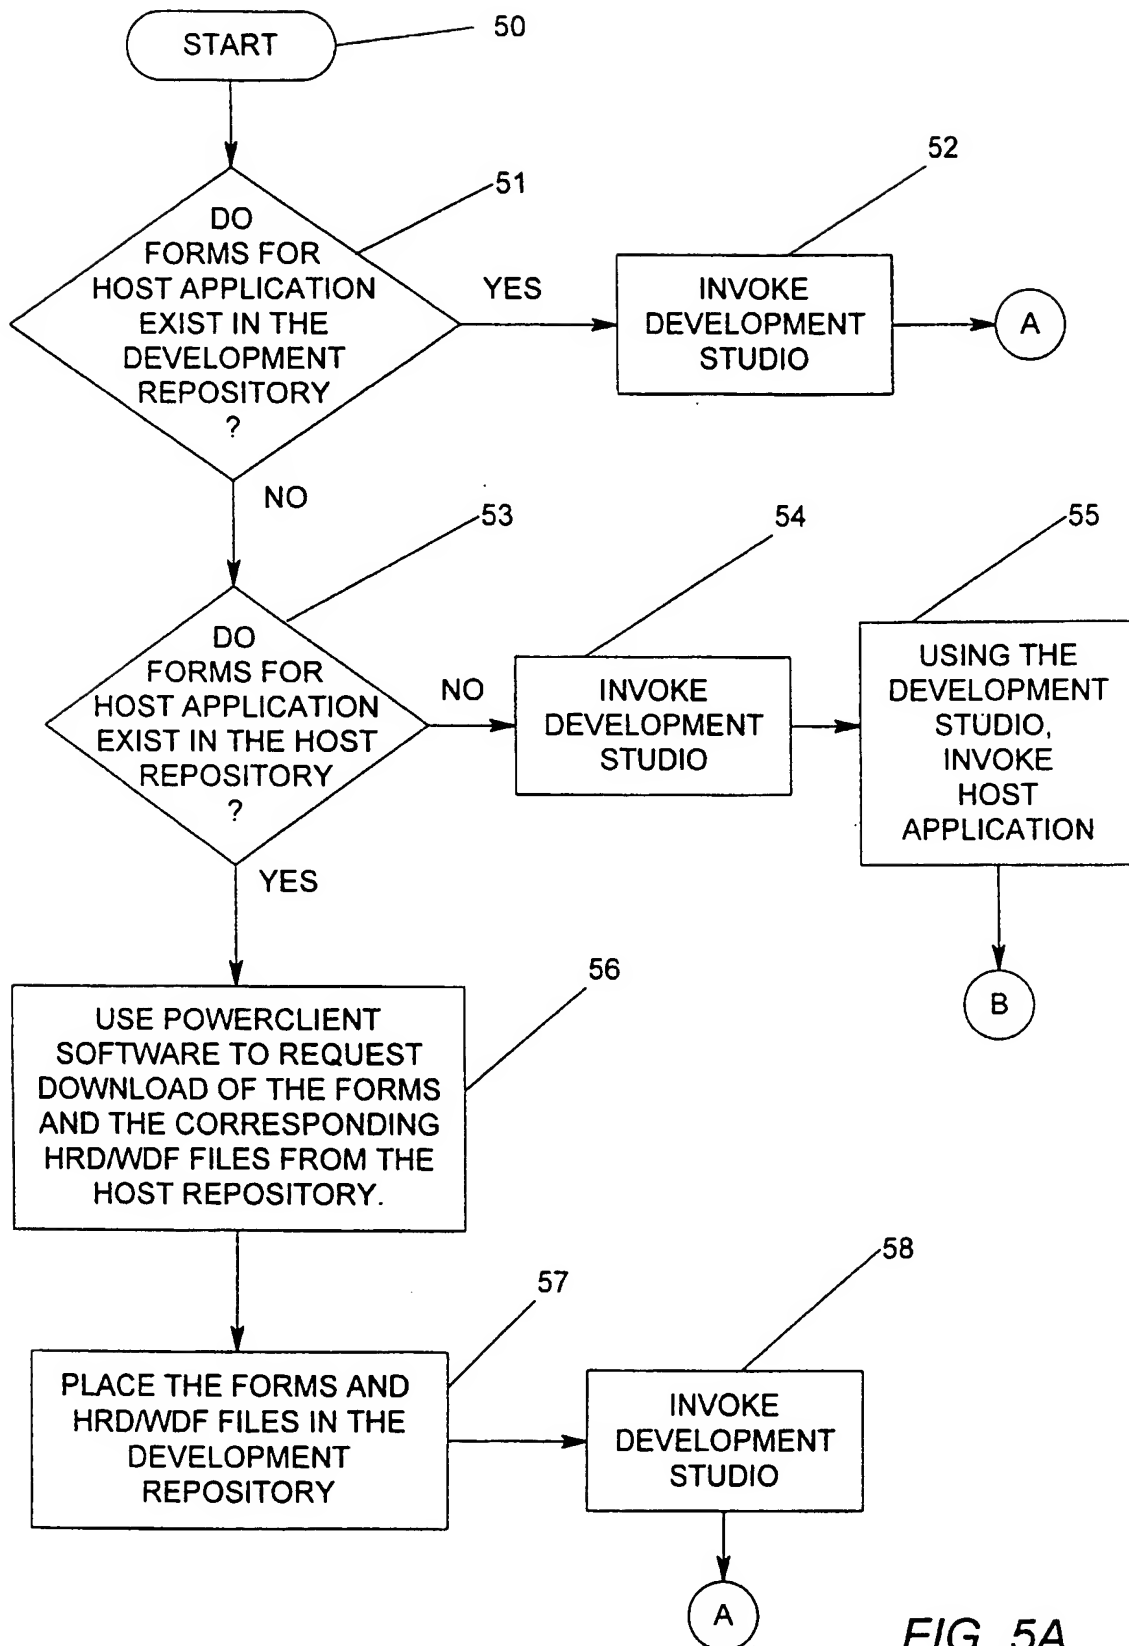 START
50
51
DO
FORMS FOR
HOST APPLICATION
EXIST IN THE
DEVELOPMENT
REPOSITORY
?
YES
52
INVOKE
DEVELOPMENT
STUDIO
A
NO
53
DO
FORMS FOR
HOST APPLICATION
EXIST IN THE HOST
REPOSITORY
?
NO
54
INVOKE
DEVELOPMENT
STUDIO
55
USING THE
DEVELOPMENT
STUDIO,
INVOKE
HOST
APPLICATION
B
YES
56
USE POWERCLIENT
SOFTWARE TO REQUEST
DOWNLOAD OF THE FORMS
AND THE CORRESPONDING
HRD/WDF FILES FROM THE
HOST REPOSITORY.
57
PLACE THE FORMS AND
HRD/WDF FILES IN THE
DEVELOPMENT
REPOSITORY
58
INVOKE
DEVELOPMENT
STUDIO
A
FIG. 5A